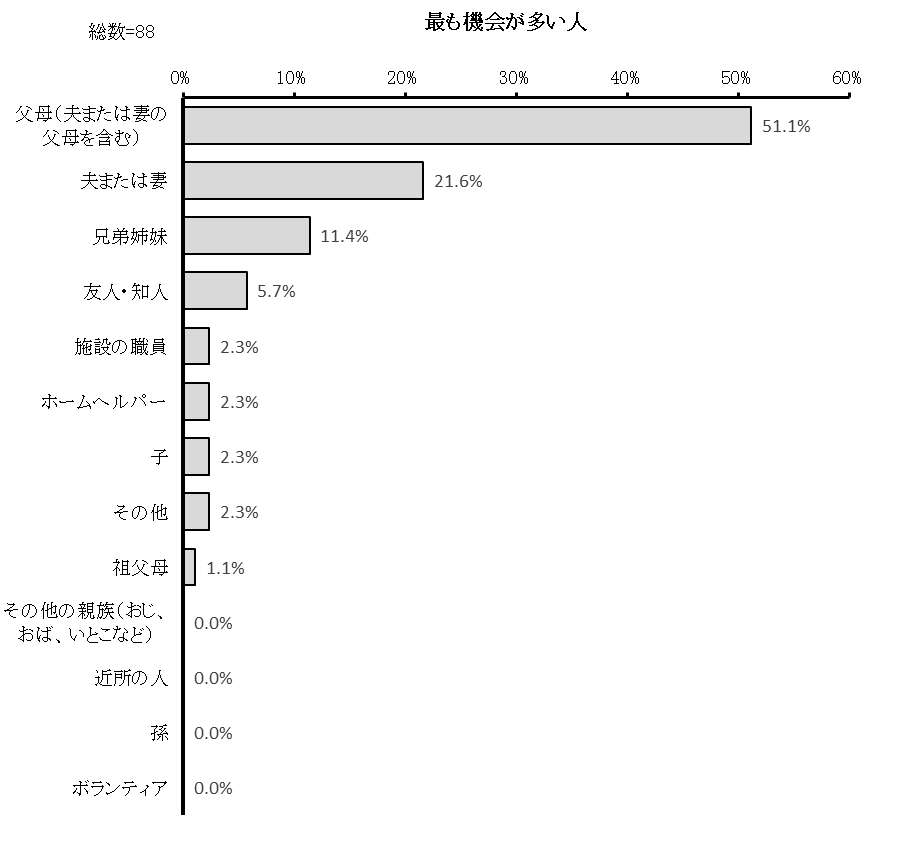 最も機会が多い人
総数=88
0% 10% 20% 30% 40% 50% 60%
父母（夫または妻の
父母を含む） 51.1%
夫または妻 21.6%
兄弟姉妹 11.4%
友人・知人 5.7%
施設の職員 2.3%
ホームヘルパー 2.3%
子 2.3%
その他 2.3%
祖父母 1.1%
その他の親族（おじ、
おば、いとこなど） 0.0%
近所の人 0.0%
孫 0.0%
ボランティア 0.0%